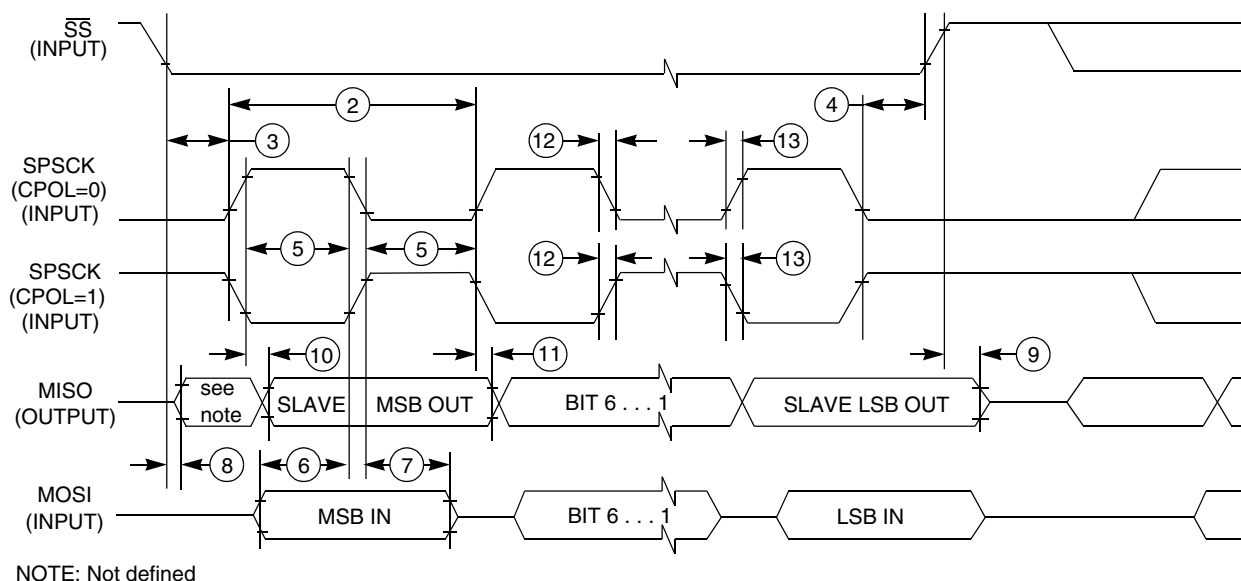 SS
(INPUT)
2
4
3
12
13
SPSCK
(CPOL=0)
(INPUT)
5
5
SPSCK
(CPOL=1)
(INPUT)
12
13
10
11
9
MISO
(OUTPUT)
see
note
SLAVE
MSB OUT
BIT 6 . . . 1
SLAVE LSB OUT
8
6
7
MOSI
(INPUT)
MSB IN
BIT 6 . . . 1
LSB IN
NOTE: Not defined